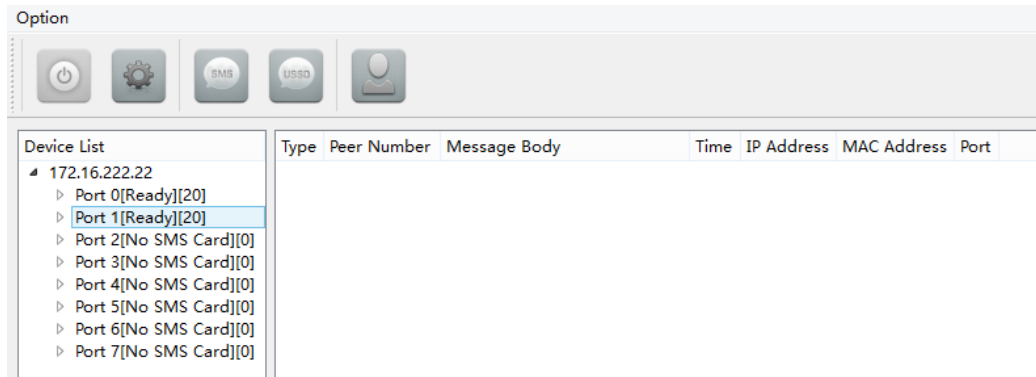 Option
SMS
USSD
Device List
Type Peer Number Message Body Time IP Address MAC Address Port
172.16.222.22
Port 0[Ready][20]
Port 1[Ready][20]
Port 2[No SMS Card][0]
Port 3[No SMS Card][0]
Port 4[No SMS Card][0]
Port 5[No SMS Card][0]
Port 6[No SMS Card][0]
Port 7[No SMS Card][0]